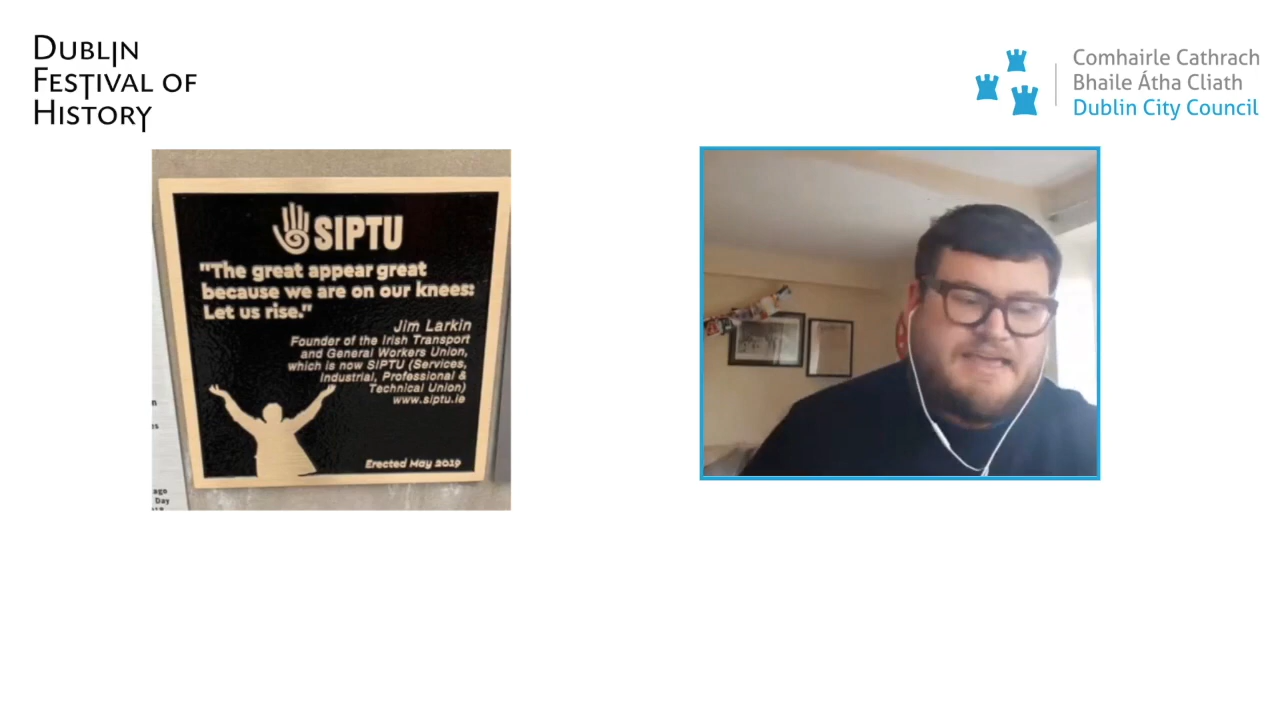 DUBLIN
FESTIVAL OF
HISTORY
Comhairle Cathrach
Bhaile Átha Cliath
Dublin City Council
SIPTU
"The great appear great
because we are on our knees:
Let us rise."
Jim Larkin
Founder of the Irish Transport
and General Workers Union,
which is now SIPTU (Services,
Industrial, Professional &
Technical Union)
www.siptu.ie
Erected May 2019
ago
Day